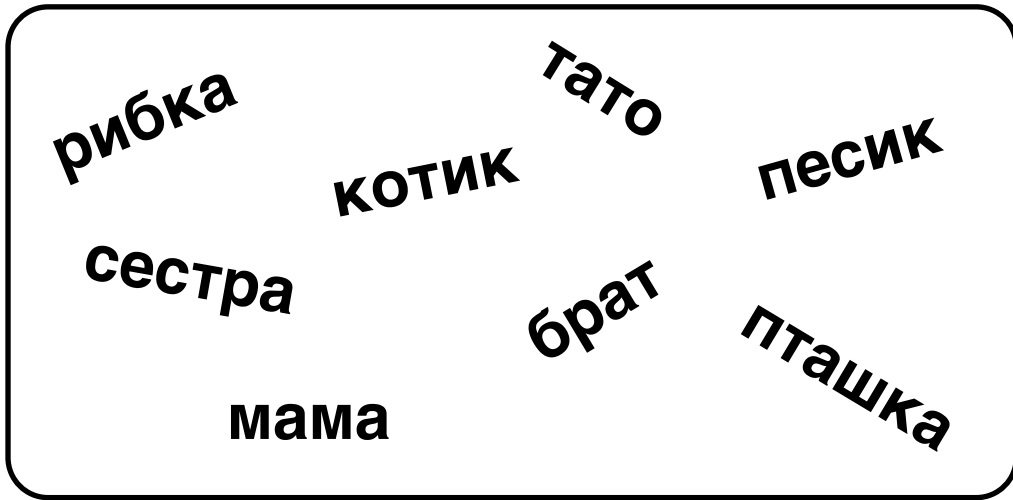 рибка
тато
котик
песик
сестра
брат
пташка
мама